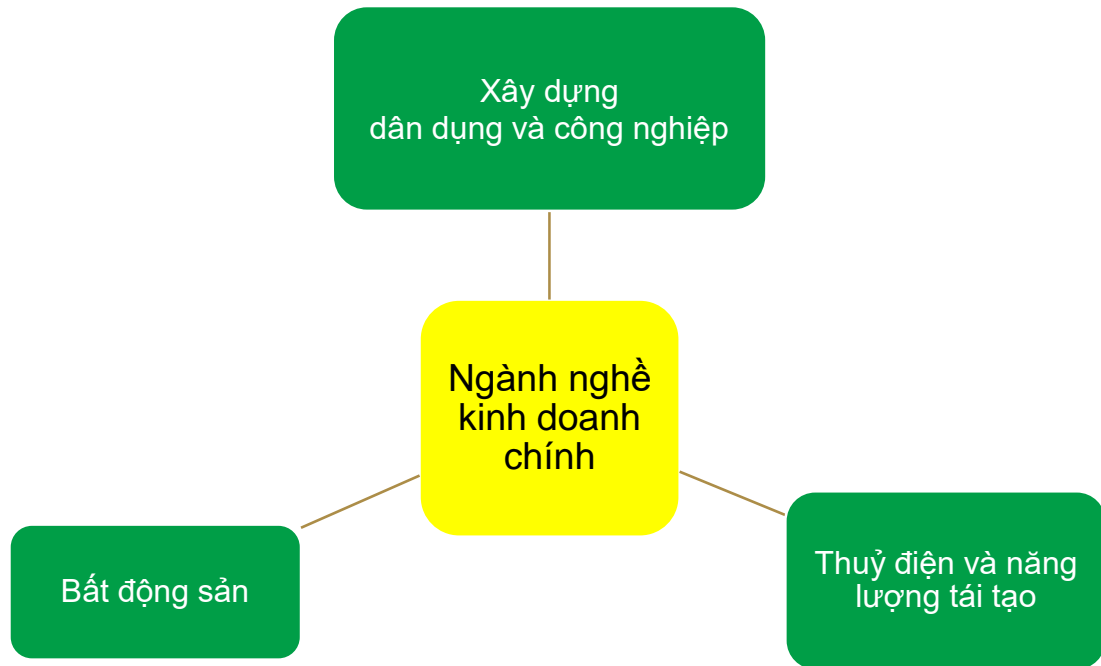 Xây dựng
dân dụng và công nghiệp
Ngành nghề
kinh doanh
chính
Bất động sản
Thuỷ điện và năng
lượng tái tạo